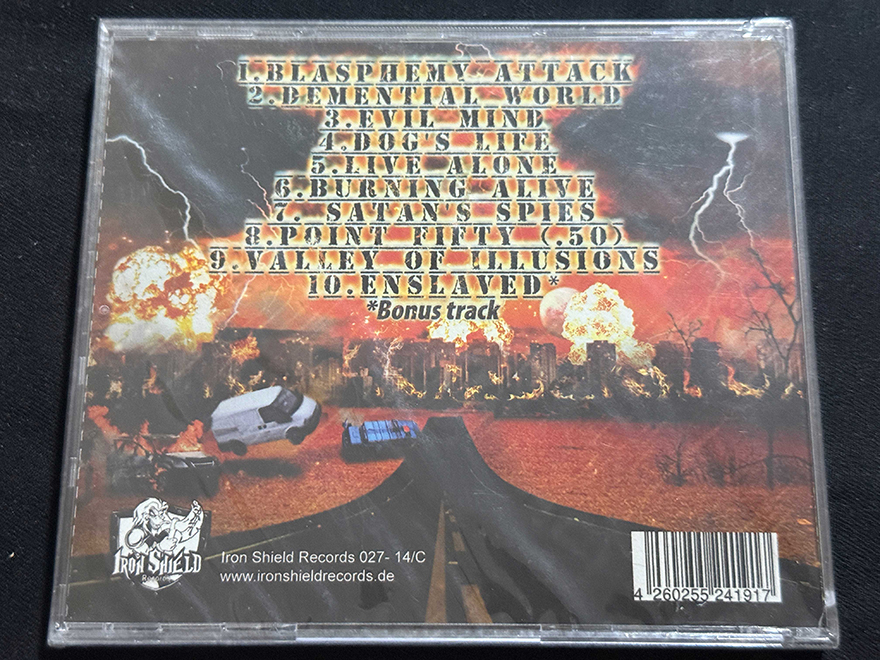 1.BLASPHEMY ATTACK
2.DEMENTIAL WORLD
3.EVIL MIND
4.DOG'S LIFE
5.LIVE ALONE
6.BURNING ALIVE
7. SATAN'S SPIES
8.POINT FIFTY (.50)
9.VALLEY OF ILLUSIONS
10.ENSLAVED*
*Bonus track
IRON SHIELD
Records
Iron Shield Records 027- 14/C
www.ironshieldrecords.de
4 260255 241917